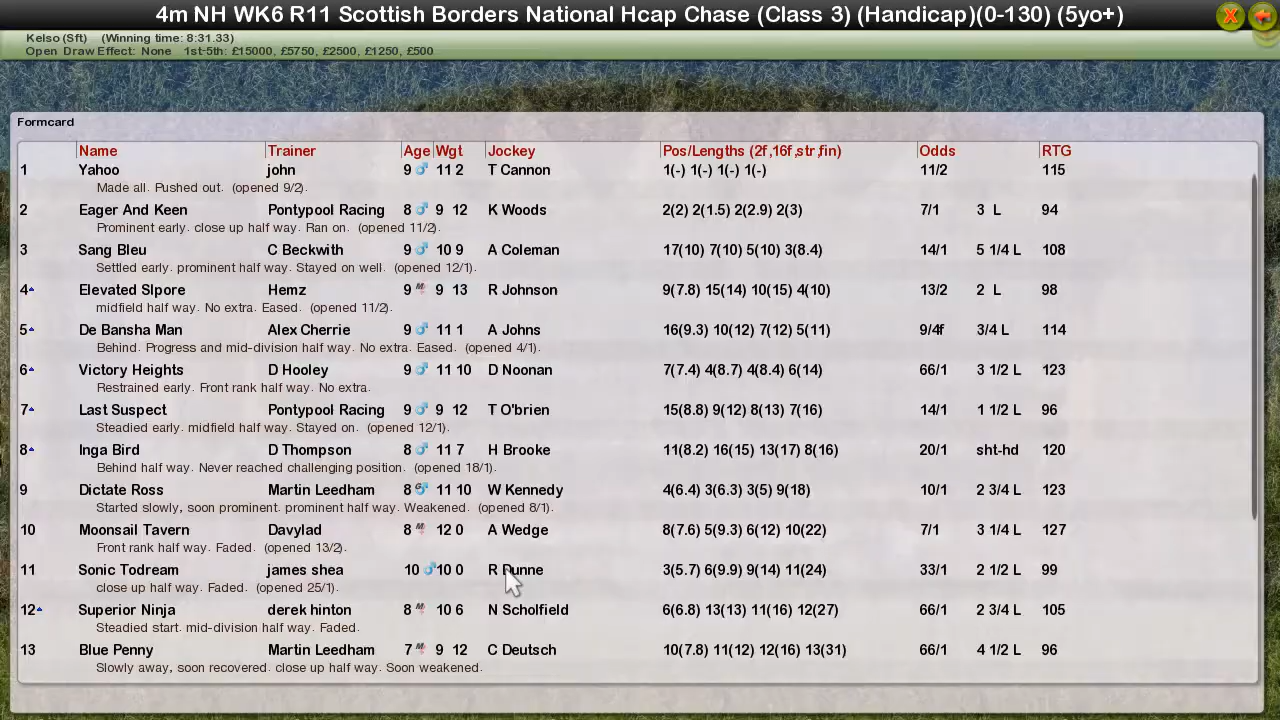 4m NH WK6 R11 Scottish Borders National Hcap Chase (Class 3) (Handicap)(0-130) (5yo+)
Kelso (Sft) (Winning time: 8:31.33)
Open Draw Effect: None 1st-5th: £15000, £5750, £2500, £1250, £500
Formcard
Name Trainer Age Wgt Jockey Pos/Lengths (2f,16f,str,fin) Odds RTG
1 Yahoo john 9 11 2 T Cannon 1(-) 1(-) 1(-) 1(-) 11/2 115
Made all. Pushed out. (opened 9/2).
2 Eager And Keen Pontypool Racing 8 9 12 K Woods 2(2) 2(1.5) 2(2.9) 2(3) 7/1 3 L 94
Prominent early. close up half way. Ran on. (opened 11/2).
3 Sang Bleu C Beckwith 9 10 9 A Coleman 17(10) 7(10) 5(10) 3(8.4) 14/1 5 1/4 L 108
Settled early. prominent half way. Stayed on well. (opened 12/1).
4 Elevated Slpore Hemz 9 9 13 R Johnson 9(7.8) 15(14) 10(15) 4(10) 13/2 2 L 98
midfield half way. No extra. Eased. (opened 11/2).
5 De Bansha Man Alex Cherrie 9 11 1 A Johns 16(9.3) 10(12) 7(12) 5(11) 9/4f 3/4 L 114
Behind. Progress and mid-division half way. No extra. Eased. (opened 4/1).
6 Victory Heights D Hooley 9 11 10 D Noonan 7(7.4) 4(8.7) 4(8.4) 6(14) 66/1 3 1/2 L 123
Restrained early. Front rank half way. No extra.
7 Last Suspect Pontypool Racing 9 9 12 T O'brien 15(8.8) 9(12) 8(13) 7(16) 14/1 1 1/2 L 96
Steadied early. midfield half way. Stayed on. (opened 12/1).
8 Inga Bird D Thompson 8 11 7 H Brooke 11(8.2) 16(15) 13(17) 8(16) 20/1 sht-hd 120
Behind half way. Never reached challenging position. (opened 18/1).
9 Dictate Ross Martin Leedham 8 11 10 W Kennedy 4(6.4) 3(6.3) 3(5) 9(18) 10/1 2 3/4 L 123
Started slowly, soon prominent. prominent half way. Weakened. (opened 8/1).
10 Moonsail Tavern Davylad 8 12 0 A Wedge 8(7.6) 5(9.3) 6(12) 10(22) 7/1 3 1/4 L 127
Front rank half way. Faded. (opened 13/2).
11 Sonic Todream james shea 10 10 0 R Dunne 3(5.7) 6(9.9) 9(14) 11(24) 33/1 2 1/2 L 99
close up half way. Faded. (opened 25/1).
12 Superior Ninja derek hinton 8 10 6 N Scholfield 6(6.8) 13(13) 11(16) 12(27) 66/1 2 3/4 L 105
Steadied start. mid-division half way. Faded.
13 Blue Penny Martin Leedham 7 9 12 C Deutsch 10(7.8) 11(12) 12(16) 13(31) 66/1 4 1/2 L 96
Slowly away, soon recovered. close up half way. Soon weakened.